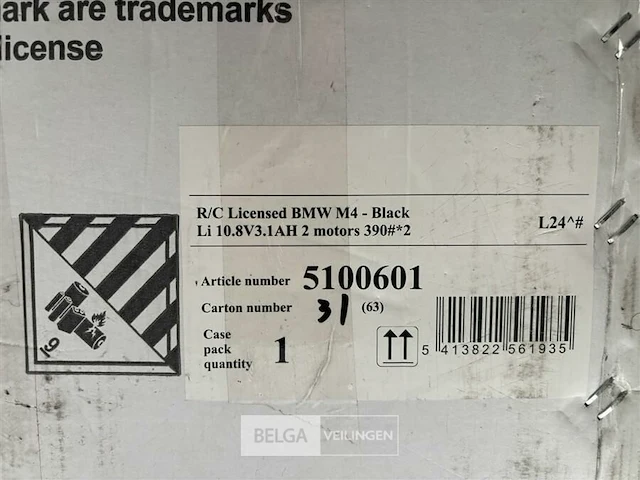 ark are trademarks
license
R/C Licensed BMW M4 - Black
Li 10.8V3.1AH 2 motors 390#*2
L24^#
Article number 5100601
Carton number 31 (63)
Case
pack
quantity
1
5 413822 561935
9
BELGA VEILINGEN